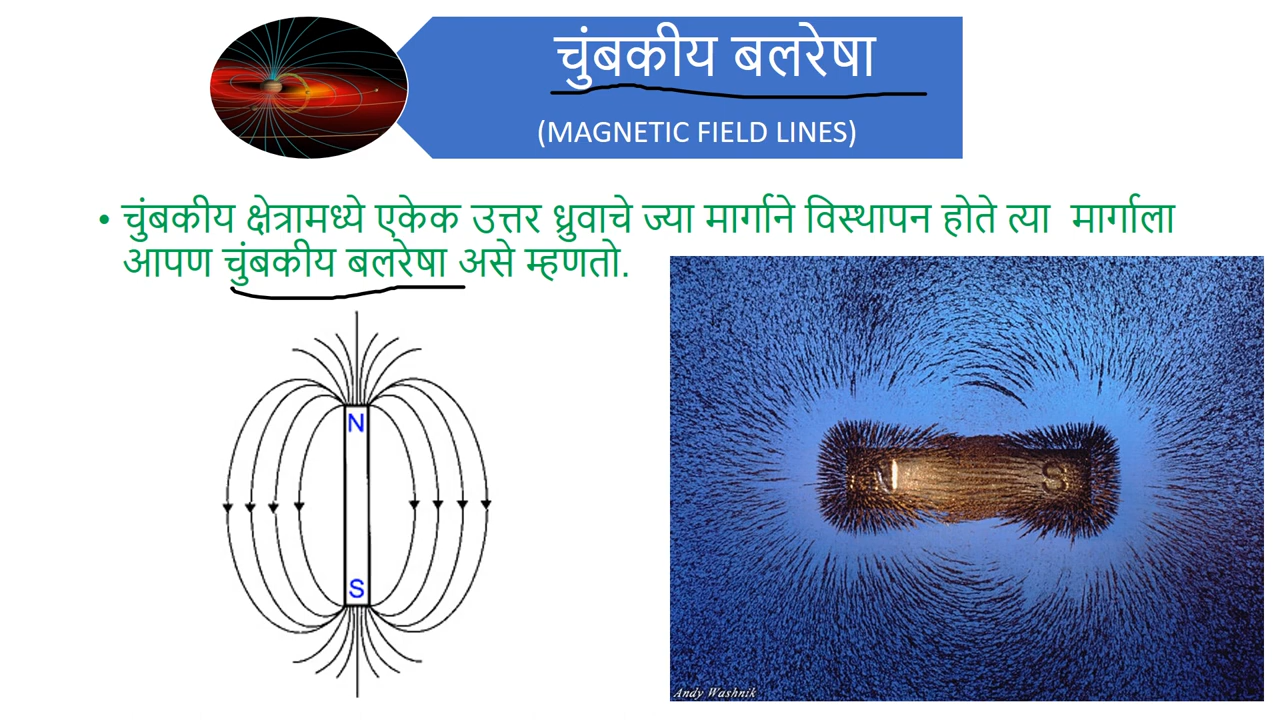 चुंबकीय बलरेषा
(MAGNETIC FIELD LINES)
• चुंबकीय क्षेत्रामध्ये एकेक उत्तर ध्रुवाचे ज्या मार्गाने विस्थापन होते त्या मार्गाला
आपण चुंबकीय बलरेषा असे म्हणतो.
N
S
N
S
Andy Washnik